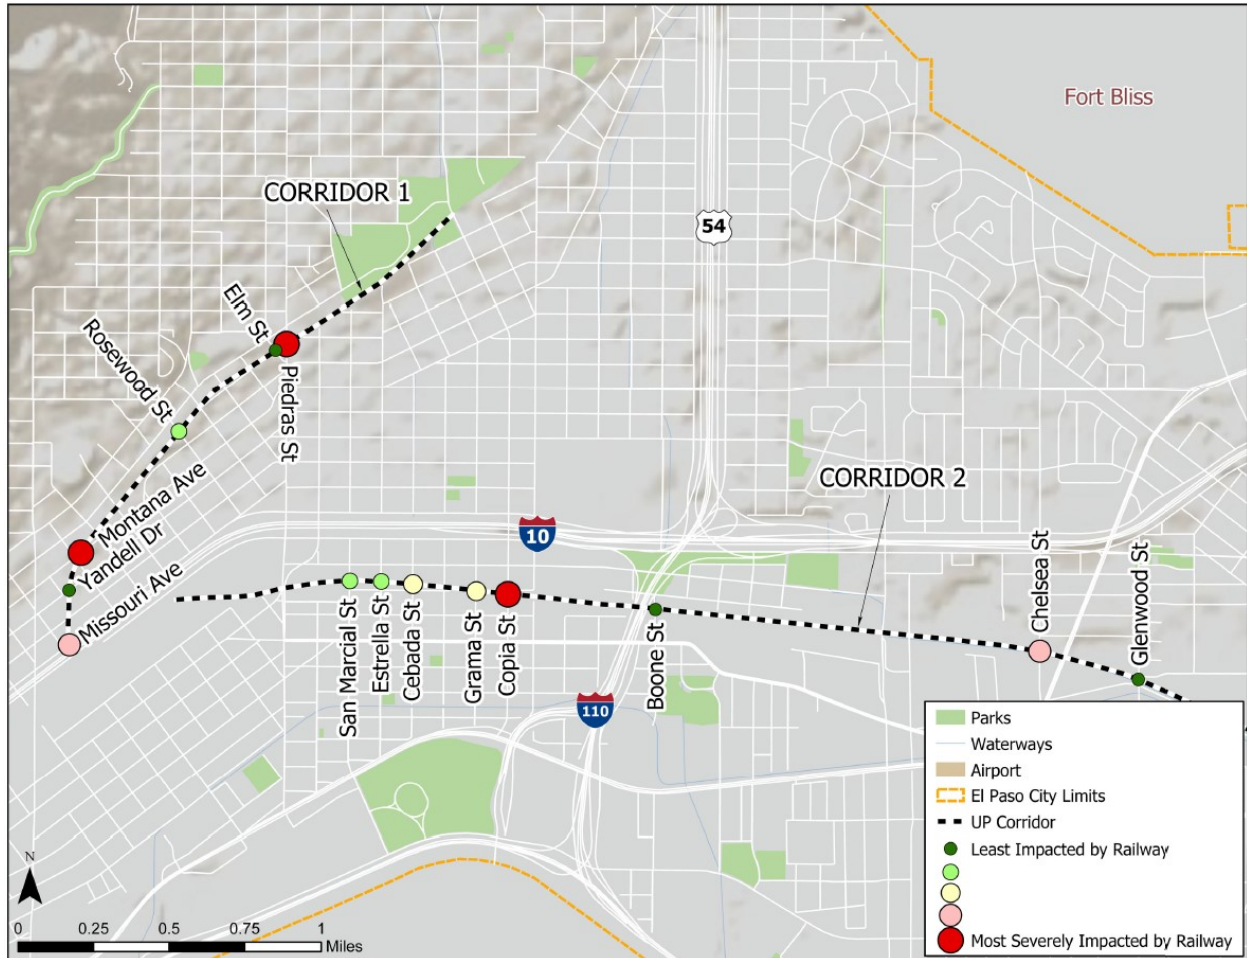 Fort Bliss
CORRIDOR 1
54
Elm St
Rosewood St
Piedras St
Montana Ave
Yandell Dr
Missouri Ave
CORRIDOR 2
10
San Marcial St
Estrella St
Cebada St
Grama St
Copia St
Boone St
Chelsea St
Glenwood St
110
Parks
Waterways
Airport
El Paso City Limits
UP Corridor
Least Impacted by Railway
Most Severely Impacted by Railway
N
0 0.25 0.5 0.75 1
Miles